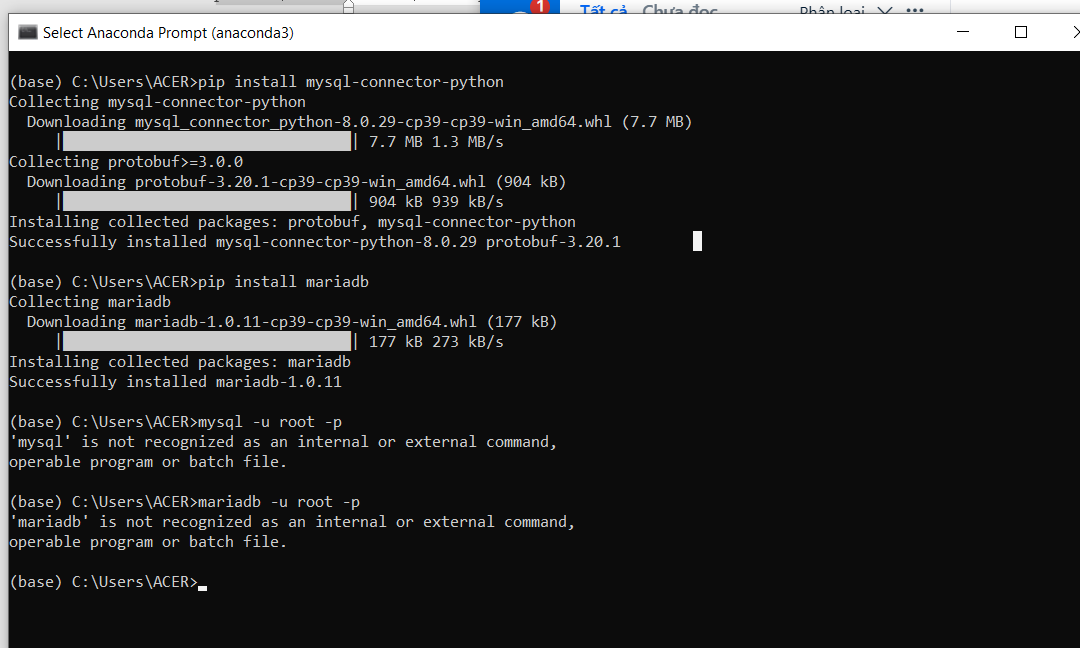 1
Tất cả Chưa đọc Phân loại
Select Anaconda Prompt (anaconda3)
(base) C:\Users\ACER>pip install mysql-connector-python
Collecting mysql-connector-python
  Downloading mysql_connector_python-8.0.29-cp39-cp39-win_amd64.whl (7.7 MB)
     || 7.7 MB 1.3 MB/s
Collecting protobuf>=3.0.0
  Downloading protobuf-3.20.1-cp39-cp39-win_amd64.whl (904 kB)
     || 904 kB 939 kB/s
Installing collected packages: protobuf, mysql-connector-python
Successfully installed mysql-connector-python-8.0.29 protobuf-3.20.1
(base) C:\Users\ACER>pip install mariadb
Collecting mariadb
  Downloading mariadb-1.0.11-cp39-cp39-win_amd64.whl (177 kB)
     || 177 kB 273 kB/s
Installing collected packages: mariadb
Successfully installed mariadb-1.0.11
(base) C:\Users\ACER>mysql -u root -p
'mysql' is not recognized as an internal or external command,
operable program or batch file.
(base) C:\Users\ACER>mariadb -u root -p
'mariadb' is not recognized as an internal or external command,
operable program or batch file.
(base) C:\Users\ACER>